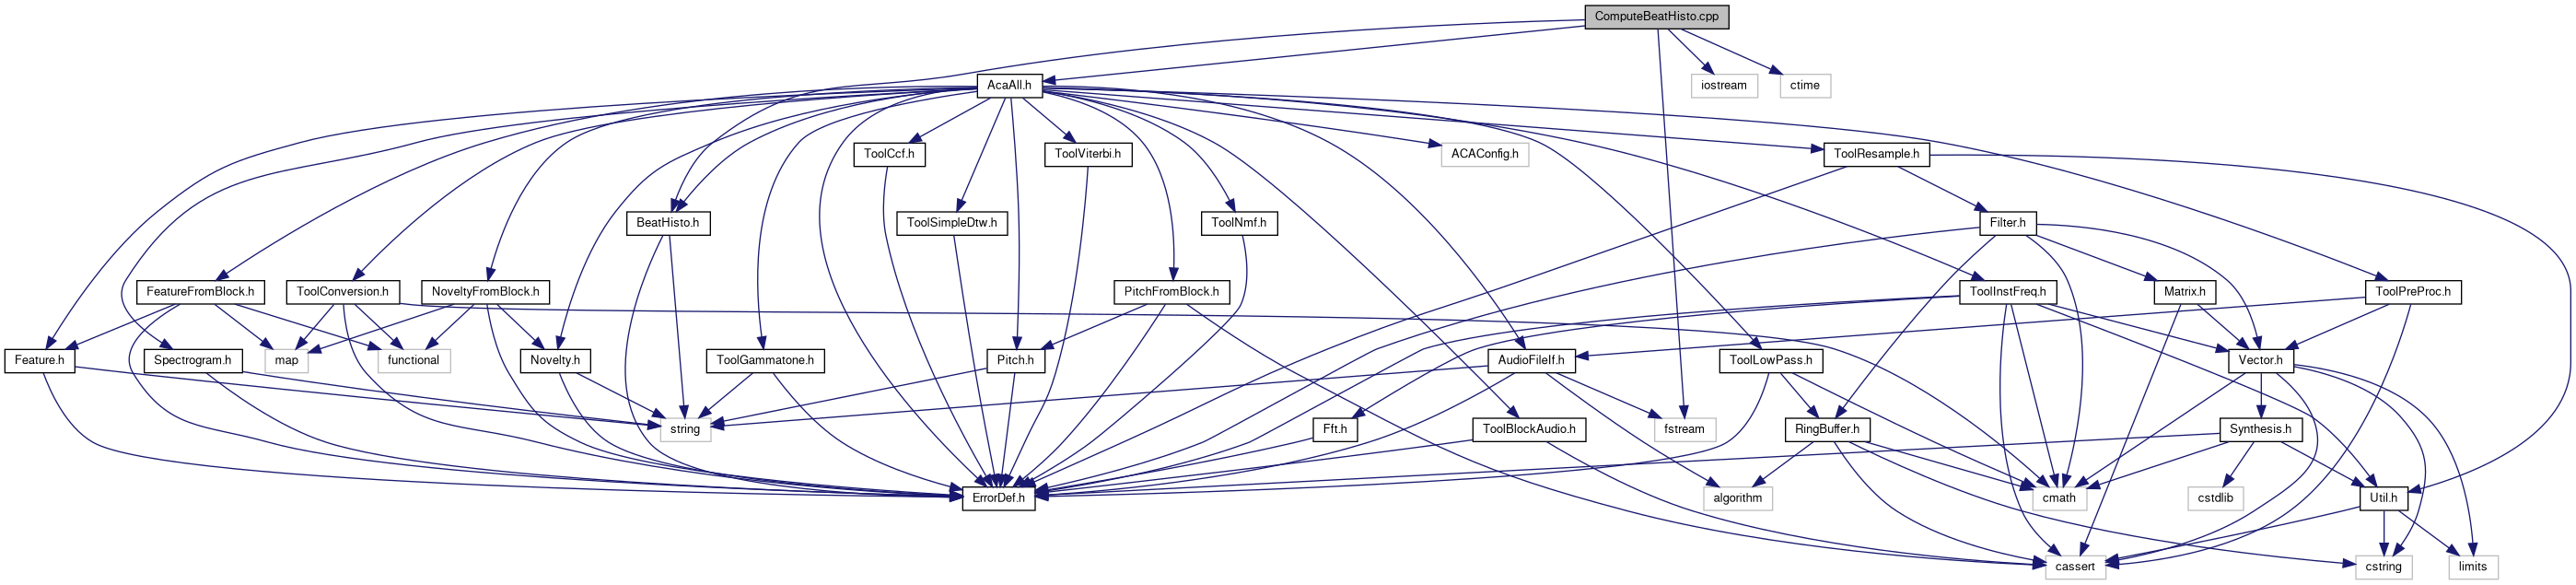 ComputeBeatHisto.cpp
AcaAll.h
iostream
ctime
ToolCcf.h
ToolViterbi.h
ACAConfig.h
ToolResample.h
BeatHisto.h
ToolSimpleDtw.h
ToolNmf.h
Filter.h
FeatureFromBlock.h
ToolConversion.h
NoveltyFromBlock.h
PitchFromBlock.h
ToolInstFreq.h
Matrix.h
ToolPreProc.h
Feature.h
Spectrogram.h
map
functional
Novelty.h
ToolGammatone.h
Pitch.h
AudioFileIf.h
ToolLowPass.h
Vector.h
string
Fft.h
ToolBlockAudio.h
fstream
RingBuffer.h
Synthesis.h
ErrorDef.h
algorithm
cmath
cstdlib
Util.h
cassert
cstring
limits